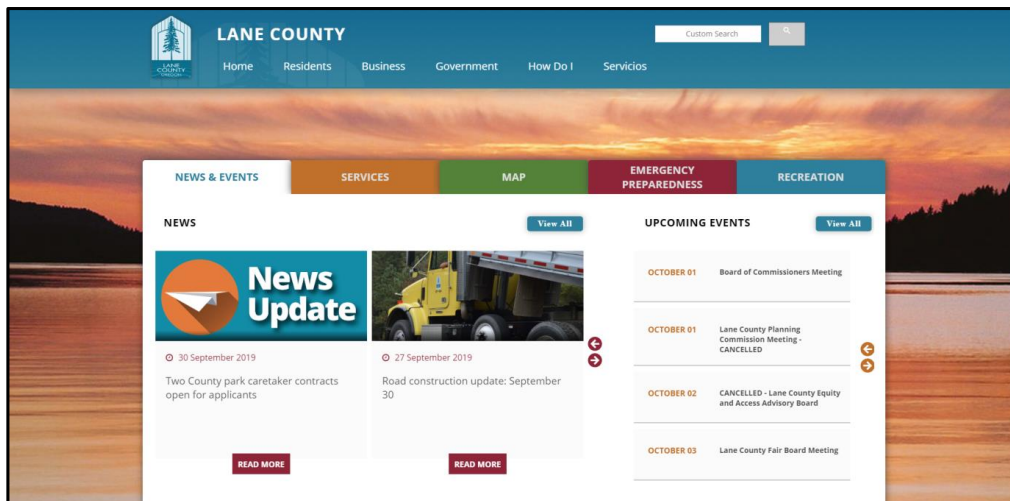 LANE COUNTY
Custom Search
LANE
COUNTY
OREGON
Home Residents Business Government How Do I Servicios
NEWS & EVENTS
SERVICES
MAP
EMERGENCY
PREPAREDNESS
RECREATION
NEWS
View All
News
Update
30 September 2019
Two County park caretaker contracts
open for applicants
READ MORE
27 September 2019
Road construction update: September
30
READ MORE
UPCOMING EVENTS
View All
OCTOBER 01 Board of Commissioners Meeting
OCTOBER 01 Lane County Planning
Commission Meeting -
CANCELLED
OCTOBER 02 CANCELLED - Lane County Equity
and Access Advisory Board
OCTOBER 03 Lane County Fair Board Meeting